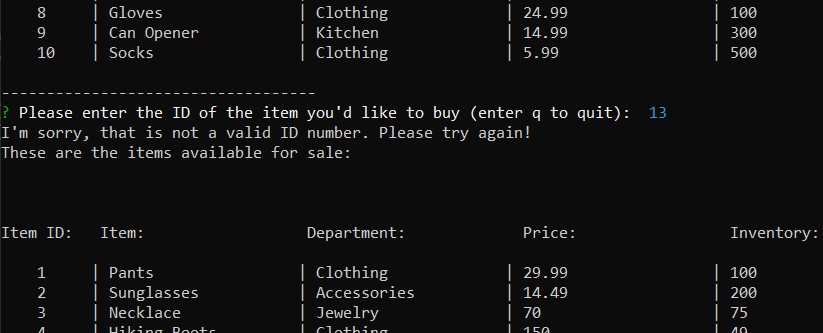 8 | Gloves | Clothing | 24.99 | 100
9 | Can Opener | Kitchen | 14.99 | 300
10 | Socks | Clothing | 5.99 | 500
-----------------------------------
? Please enter the ID of the item you'd like to buy (enter q to quit): 13
I'm sorry, that is not a valid ID number. Please try again!
These are the items available for sale:
Item ID: Item: Department: Price: Inventory:
1 | Pants | Clothing | 29.99 | 100
2 | Sunglasses | Accessories | 14.49 | 200
3 | Necklace | Jewelry | 70 | 75
4 | Hiking Boots | Clothing | 150 | 49